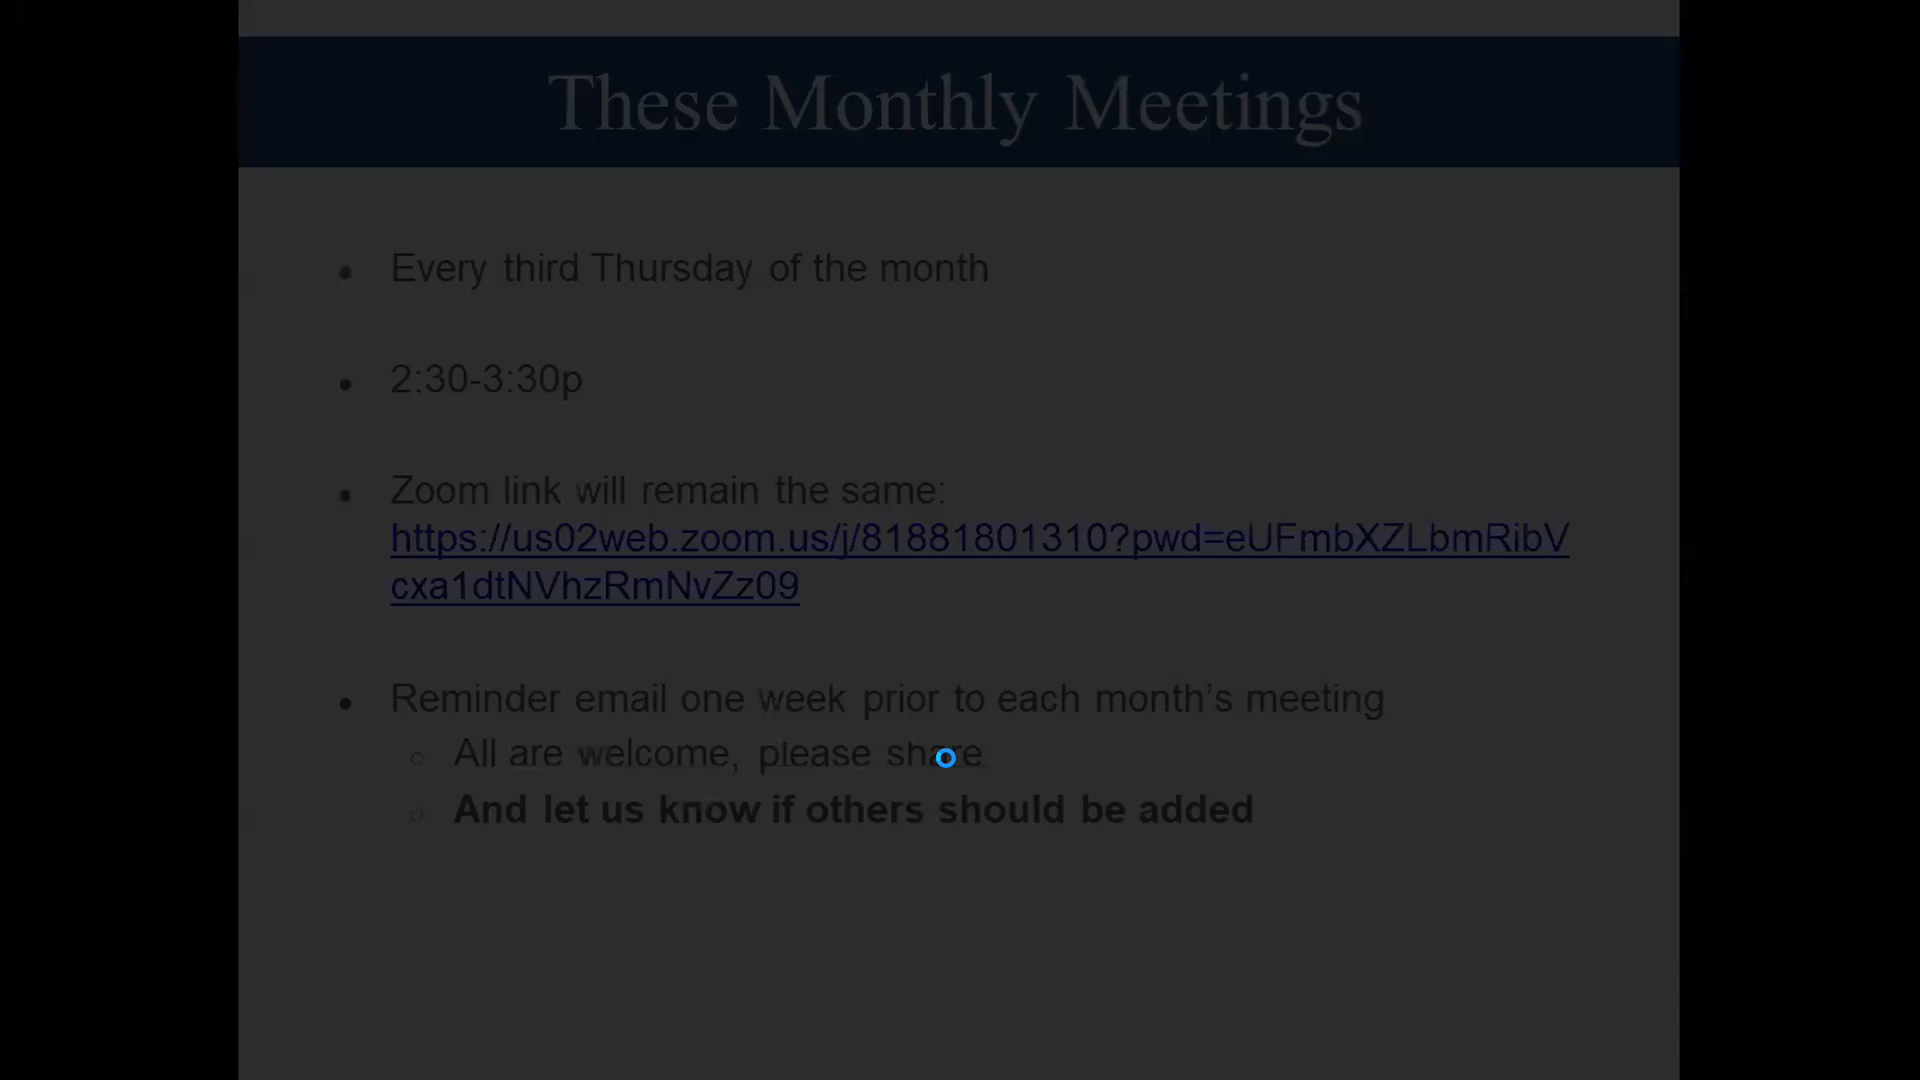 These Monthly Meetings
• Every third Thursday of the month
• 2:30-3:30p
• Zoom link will remain the same:
https://us02web.zoom.us/j/81881801310?pwd=eUFmbXZLbmRibV
cxa1dtNVhzRmNvZz09
• Reminder email one week prior to each month’s meeting
○ All are welcome, please share
○ And let us know if others should be added